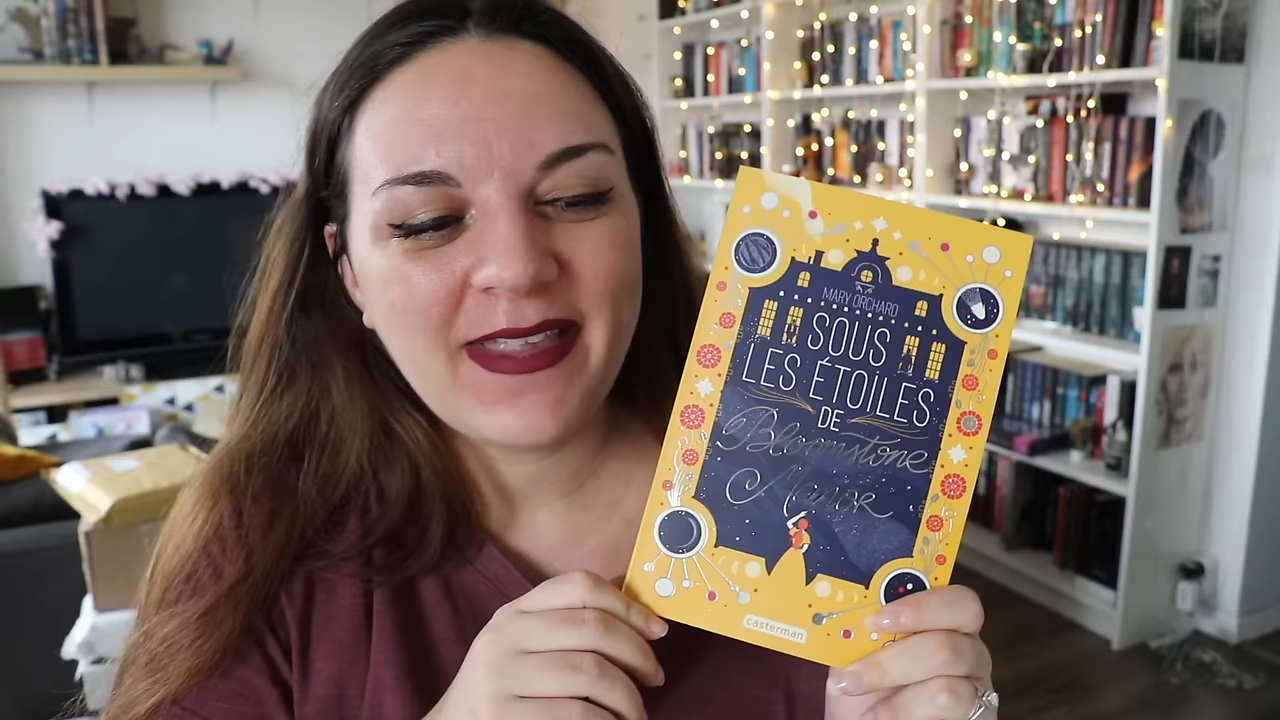 MARY ORCHARD
SOUS
LES ÉTOILES
DE
Bloomstone
Manor
casterman